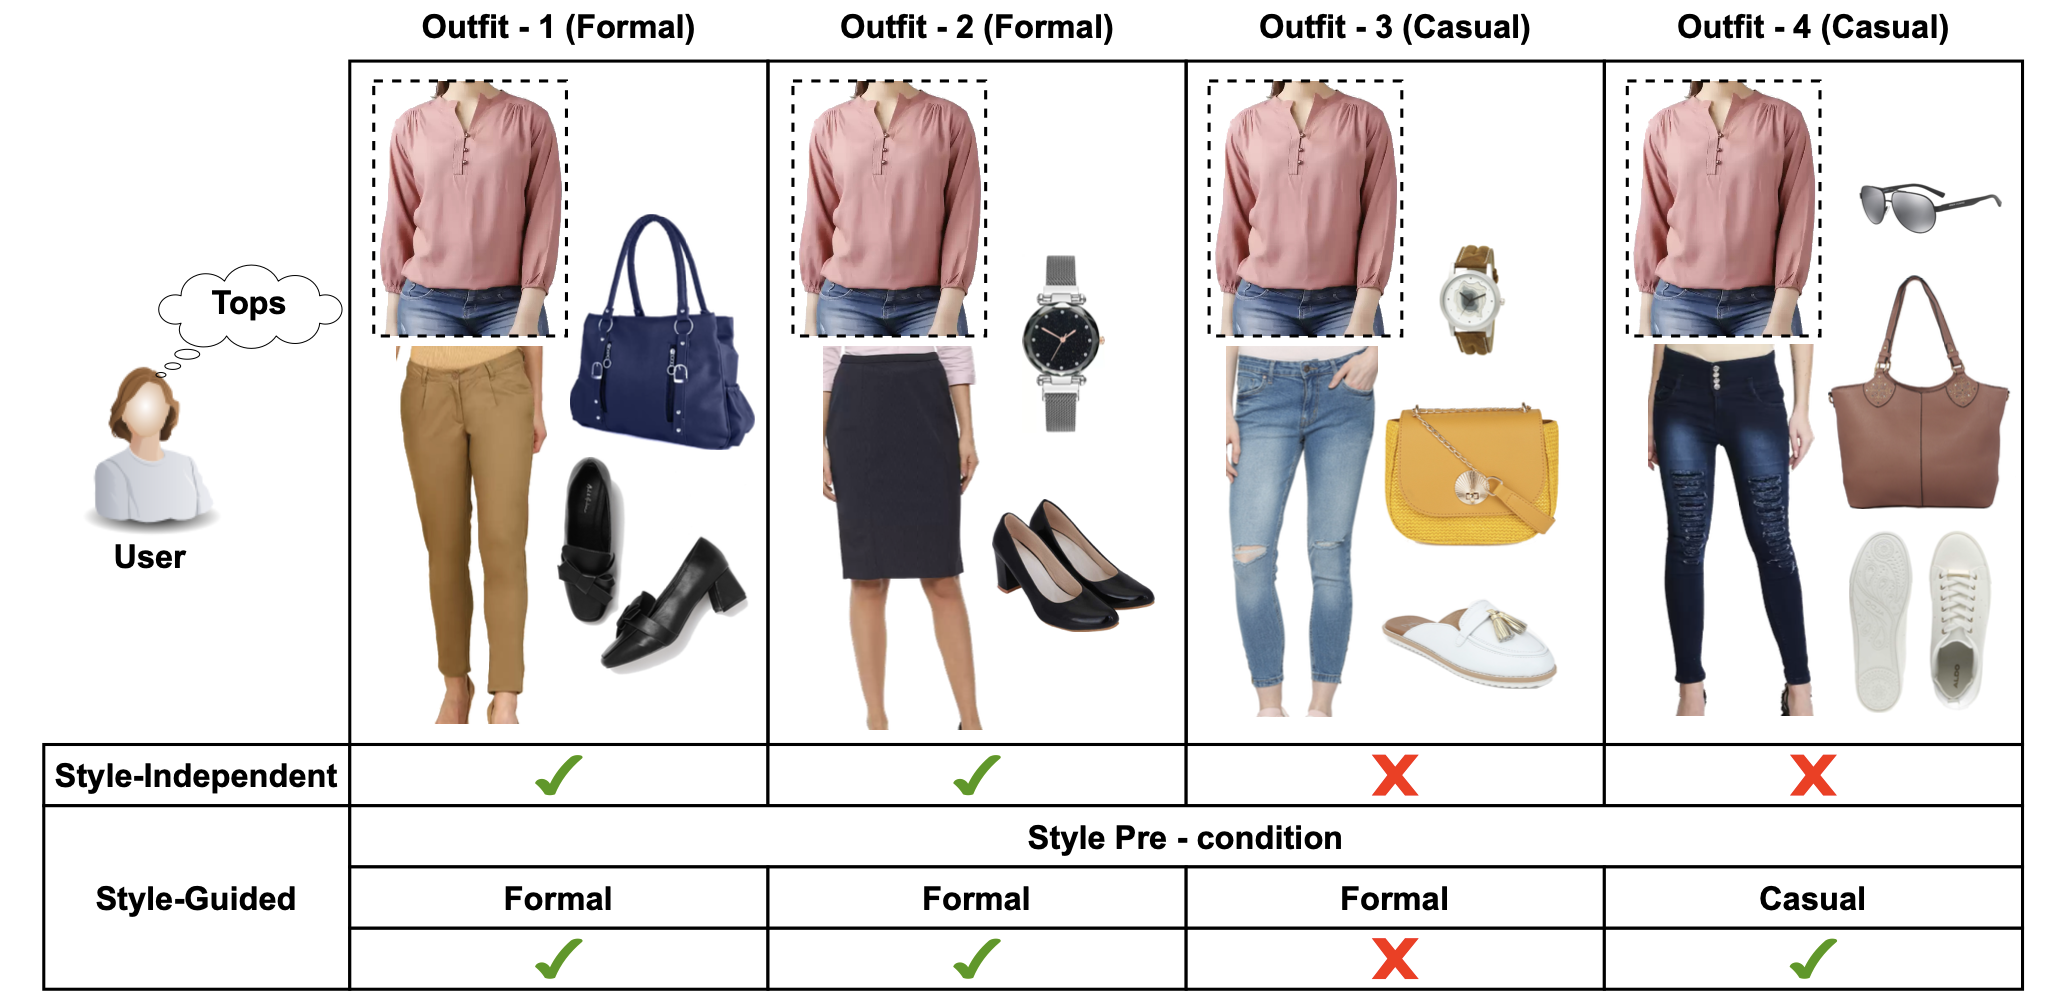 Outfit - 1 (Formal)
Outfit - 2 (Formal)
Outfit - 3 (Casual)
Outfit - 4 (Casual)
Tops
User
Style-Independent
Style-Guided
Style Pre - condition
Formal
Formal
Formal
Casual
ALDO